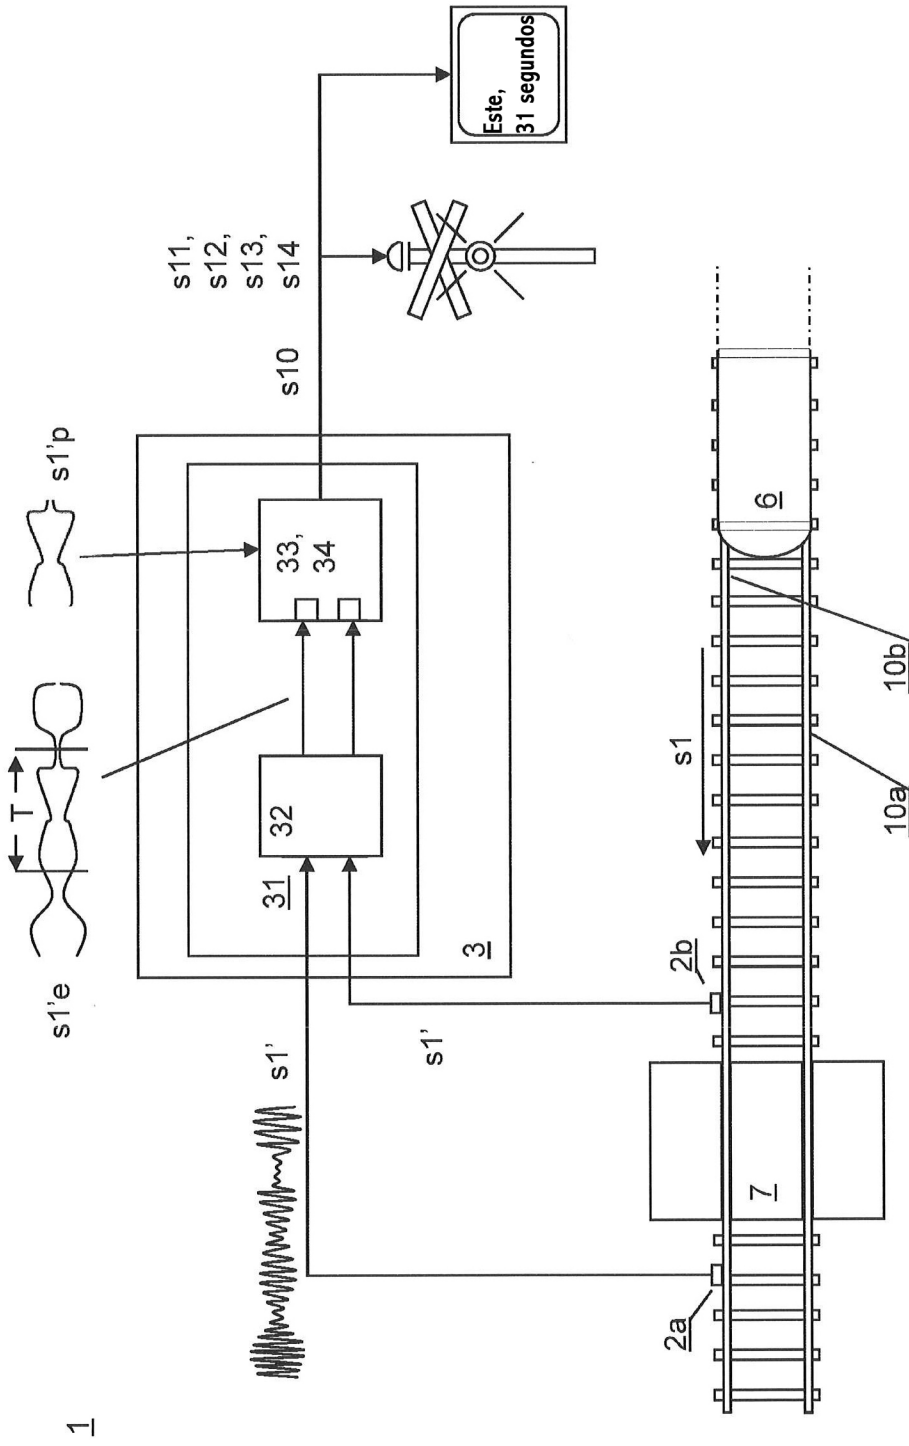 1
s1'e
T
s1'p
s1'
s1'
31
32
33,
34
3
s10
s11,
s12,
s13,
s14
Este,
31 segundos
2a
2b
7
s1
6
10a
10b